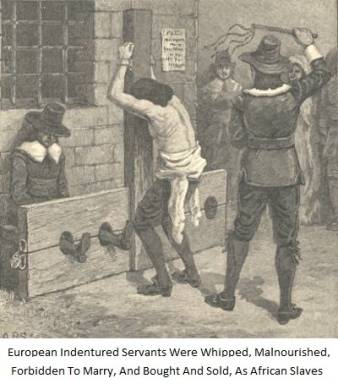 European Indentured Servants Were Whipped, Malnourished,
Forbidden To Marry, And Bought And Sold, As African Slaves